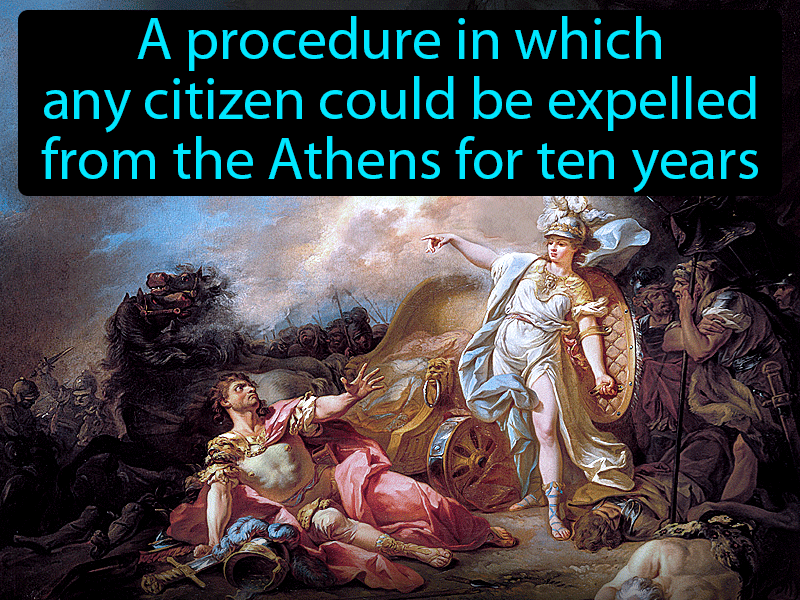 A procedure in which
any citizen could be expelled
from the Athens for ten years